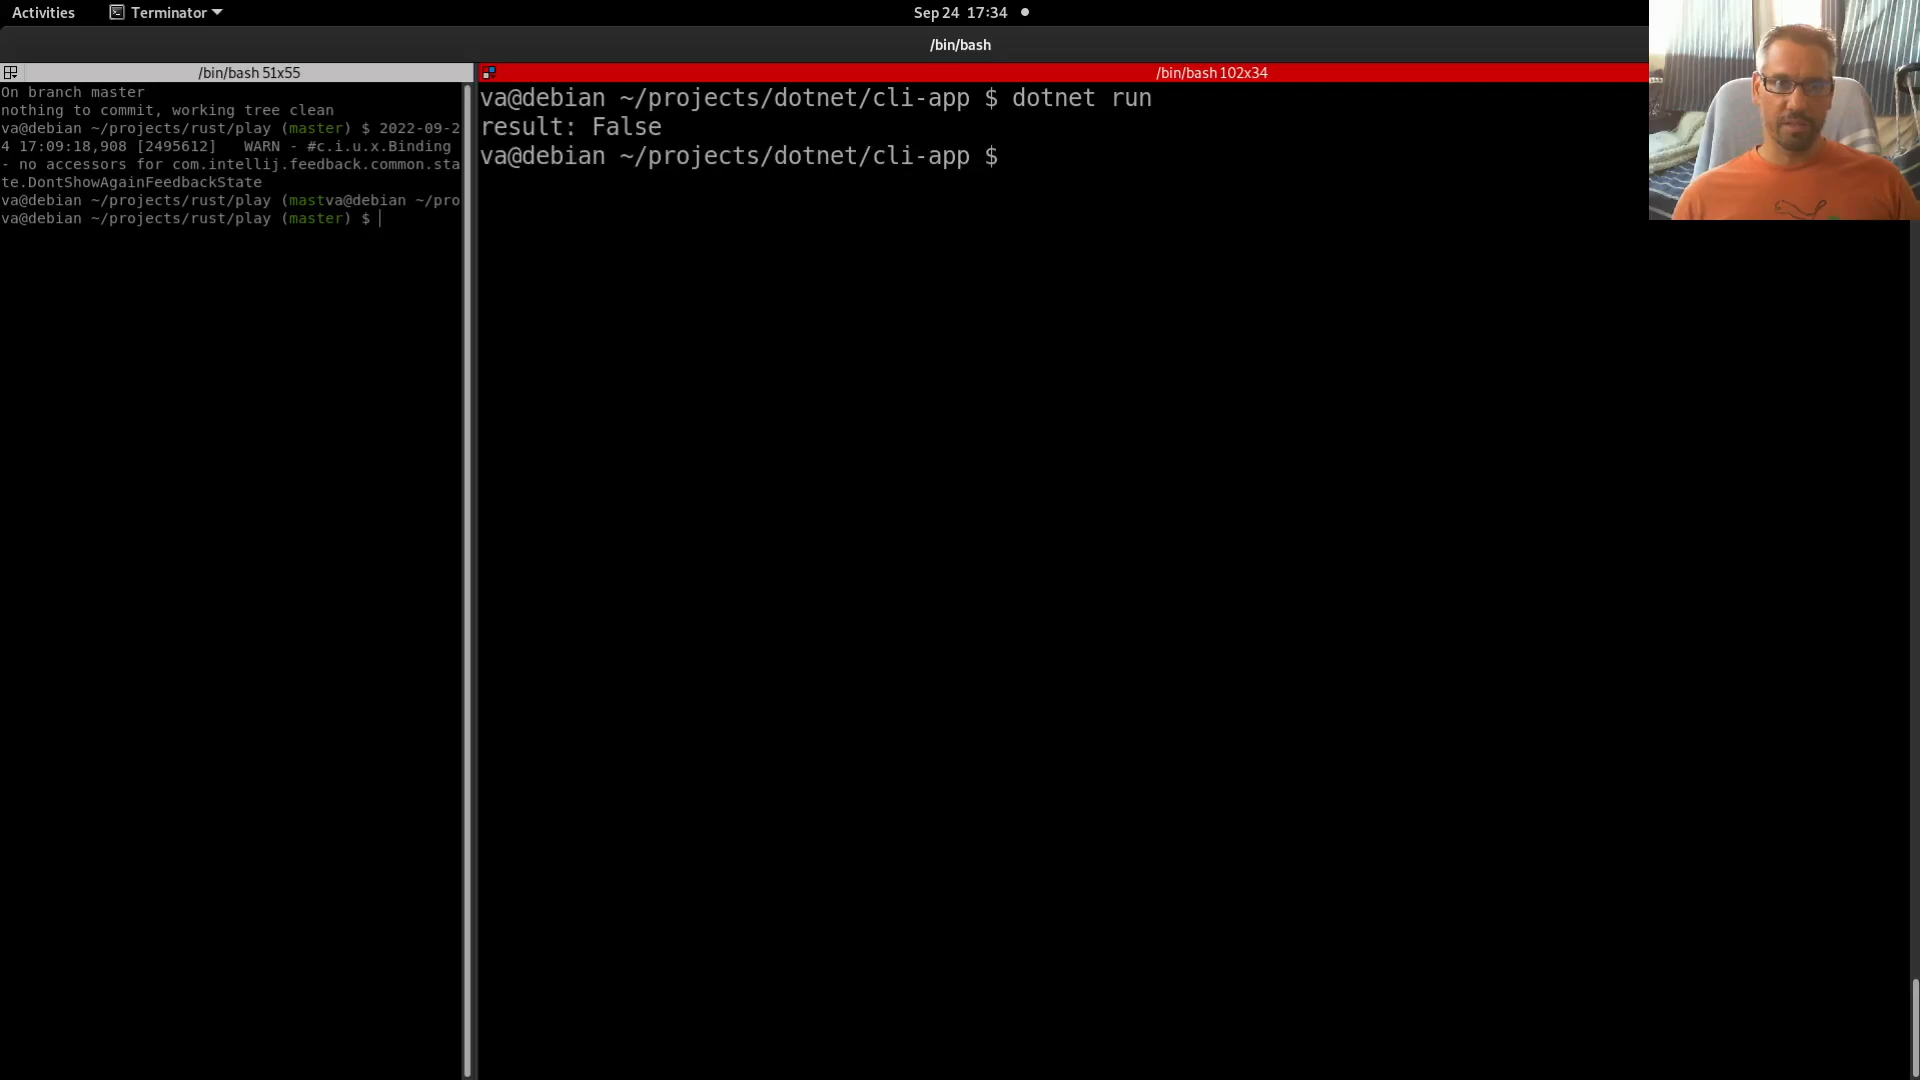 Activities
Terminator
Sep 24 17:34
/bin/bash
/bin/bash 51x55
On branch master
nothing to commit, working tree clean
va@debian ~/projects/rust/play (master) $ 2022-09-2
4 17:09:18,908 [2495612]   WARN - #c.i.u.x.Binding
- no accessors for com.intellij.feedback.common.sta
te.DontShowAgainFeedbackState
va@debian ~/projects/rust/play (mastva@debian ~/pro
va@debian ~/projects/rust/play (master) $
/bin/bash 102x34
va@debian ~/projects/dotnet/cli-app $ dotnet run
result: False
va@debian ~/projects/dotnet/cli-app $